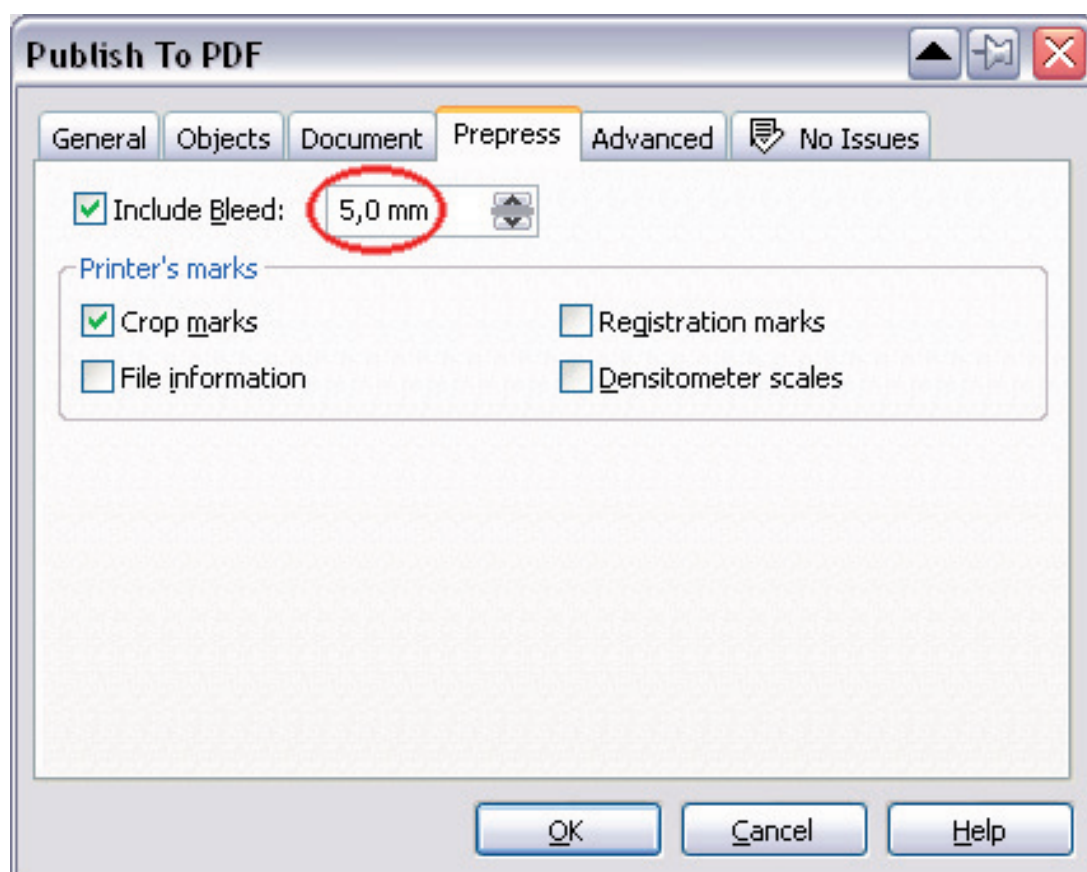 Publish To PDF
General Objects Document Prepress Advanced No Issues
Include Bleed: 5,0 mm
Printer's marks
Crop marks Registration marks
File information Densitometer scales
OK Cancel Help